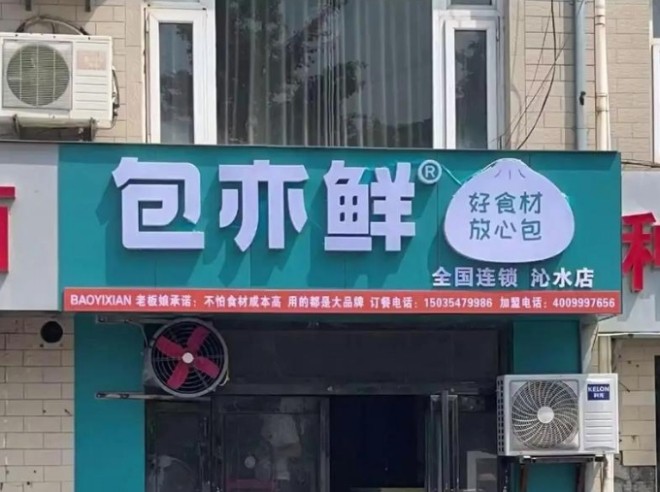 包亦鲜®
好食材
放心包
全国连锁 沁水店
BAOYIXIAN 老板娘承诺：不怕食材成本高 用的都是大品牌 订餐电话：15035479986 加盟电话：4009997656
KELON
科龙